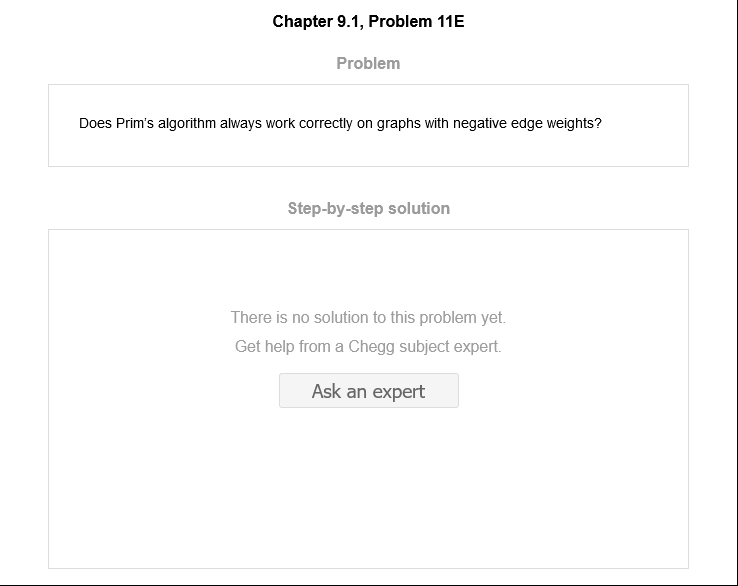 Chapter 9.1, Problem 11E
Problem
Does Prim’s algorithm always work correctly on graphs with negative edge weights?
Step-by-step solution
There is no solution to this problem yet.
Get help from a Chegg subject expert.
Ask an expert